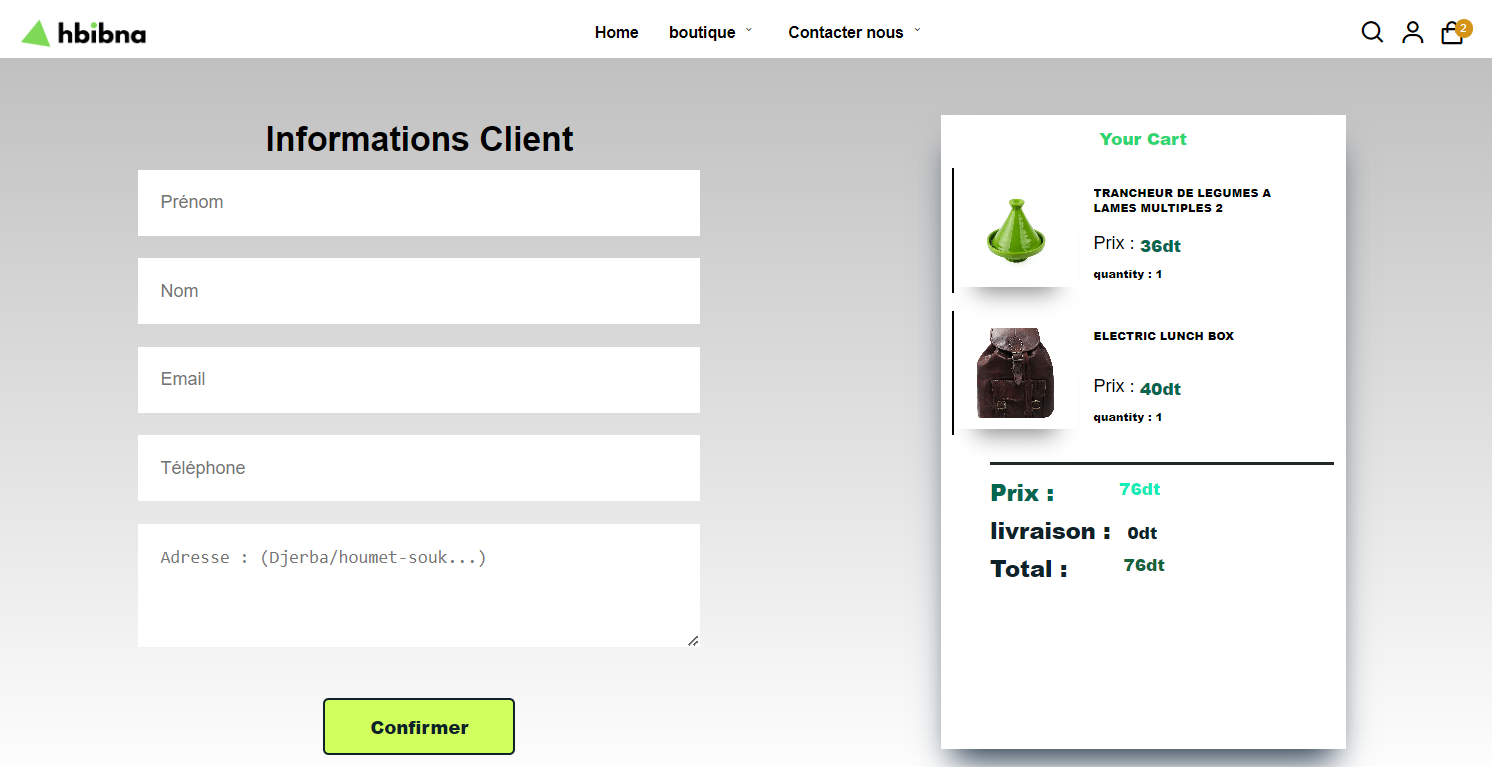 hbibna
Home
boutique
Contacter nous
2
Informations Client
Prénom
Nom
Email
Téléphone
Adresse : (Djerba/houmet-souk...)
Confirmer
Your Cart
TRANCHEUR DE LEGUMES A
LAMES MULTIPLES 2
Prix : 36dt
quantity : 1
ELECTRIC LUNCH BOX
Prix : 40dt
quantity : 1
Prix : 76dt
livraison : 0dt
Total : 76dt